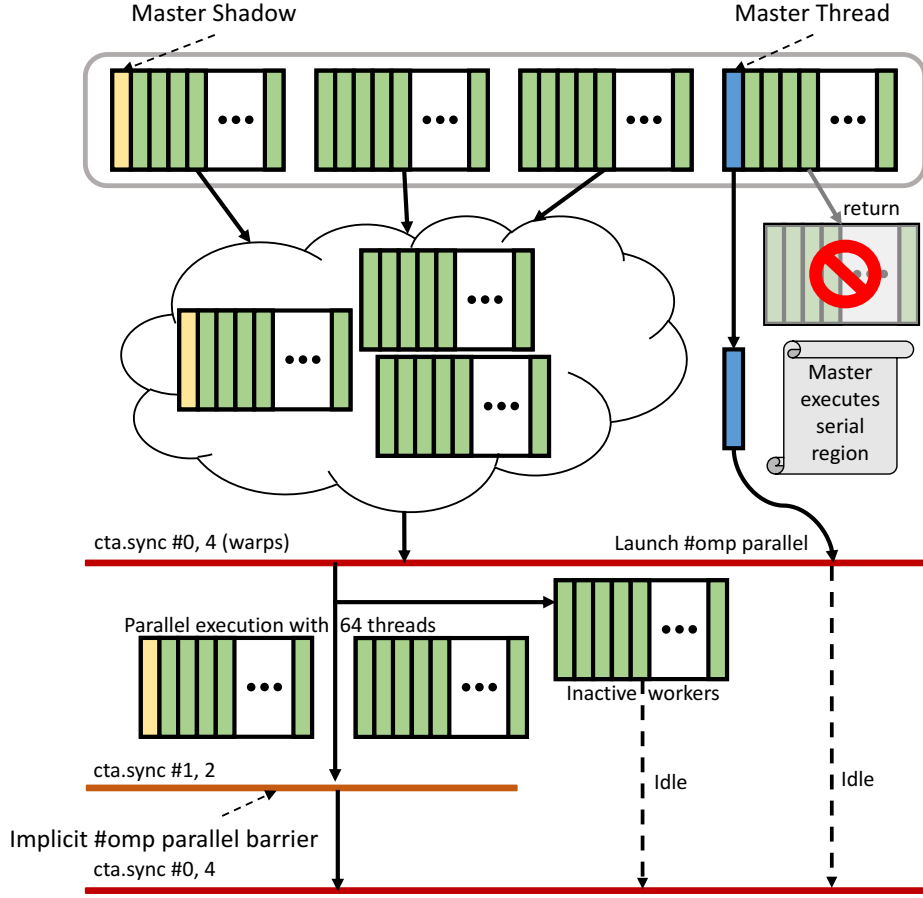 Master Shadow
Master Thread
return
Master
executes
serial
region
cta.sync #0, 4 (warps)
Launch #omp parallel
Parallel execution with 64 threads
Inactive workers
cta.sync #1, 2
Idle
Idle
Implicit #omp parallel barrier
cta.sync #0, 4